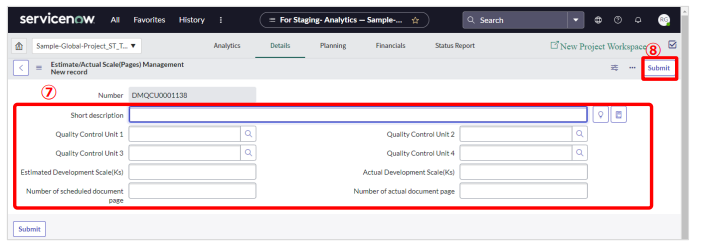 servicenow. All Favorites History For Staging- Analytics – Sample-... Search RG
Sample-Global-Project_ST_T... Analytics Details Planning Financials Status Report New Project Workspace ⑧
Estimate/Actual Scale(Pages) Management
New record
Submit
⑦
Number DMQCU0001138
Short description
Quality Control Unit 1 Quality Control Unit 2
Quality Control Unit 3 Quality Control Unit 4
Estimated Development Scale(Ks) Actual Development Scale(Ks)
Number of scheduled document Number of actual document page
page
Submit